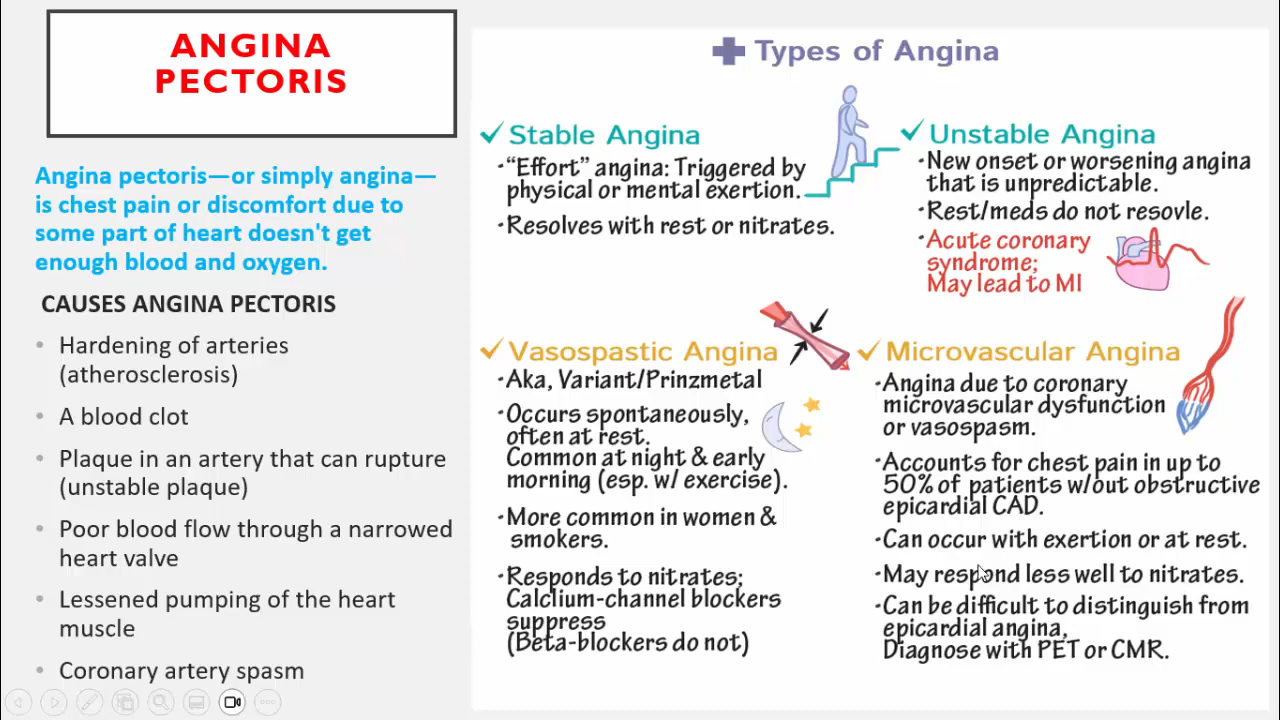 ANGINA
PECTORIS
Angina pectoris—or simply angina—
is chest pain or discomfort due to
some part of heart doesn't get
enough blood and oxygen.
CAUSES ANGINA PECTORIS
• Hardening of arteries
(atherosclerosis)
• A blood clot
• Plaque in an artery that can rupture
(unstable plaque)
• Poor blood flow through a narrowed
heart valve
• Lessened pumping of the heart
muscle
• Coronary artery spasm
Types of Angina
✓ Stable Angina
·"Effort" angina: Triggered by
physical or mental exertion.
·Resolves with rest or nitrates.
✓ Unstable Angina
·New onset or worsening angina
that is unpredictable.
·Rest/meds do not resovle.
·Acute coronary
syndrome;
May lead to MI
✓ Vasospastic Angina
·Aka, Variant/Prinzmetal
·Occurs spontaneously,
often at rest.
Common at night & early
morning (esp. w/ exercise).
·More common in women &
smokers.
·Responds to nitrates;
Calclium-channel blockers
suppress
(Beta-blockers do not)
✓ Microvascular Angina
·Angina due to coronary
microvascular dysfunction
or vasospasm.
·Accounts for chest pain in up to
50% of patients w/out obstructive
epicardial CAD.
·Can occur with exertion or at rest.
·May respond less well to nitrates.
·Can be difficult to distinguish from
epicardial angina,
Diagnose with PET or CMR.